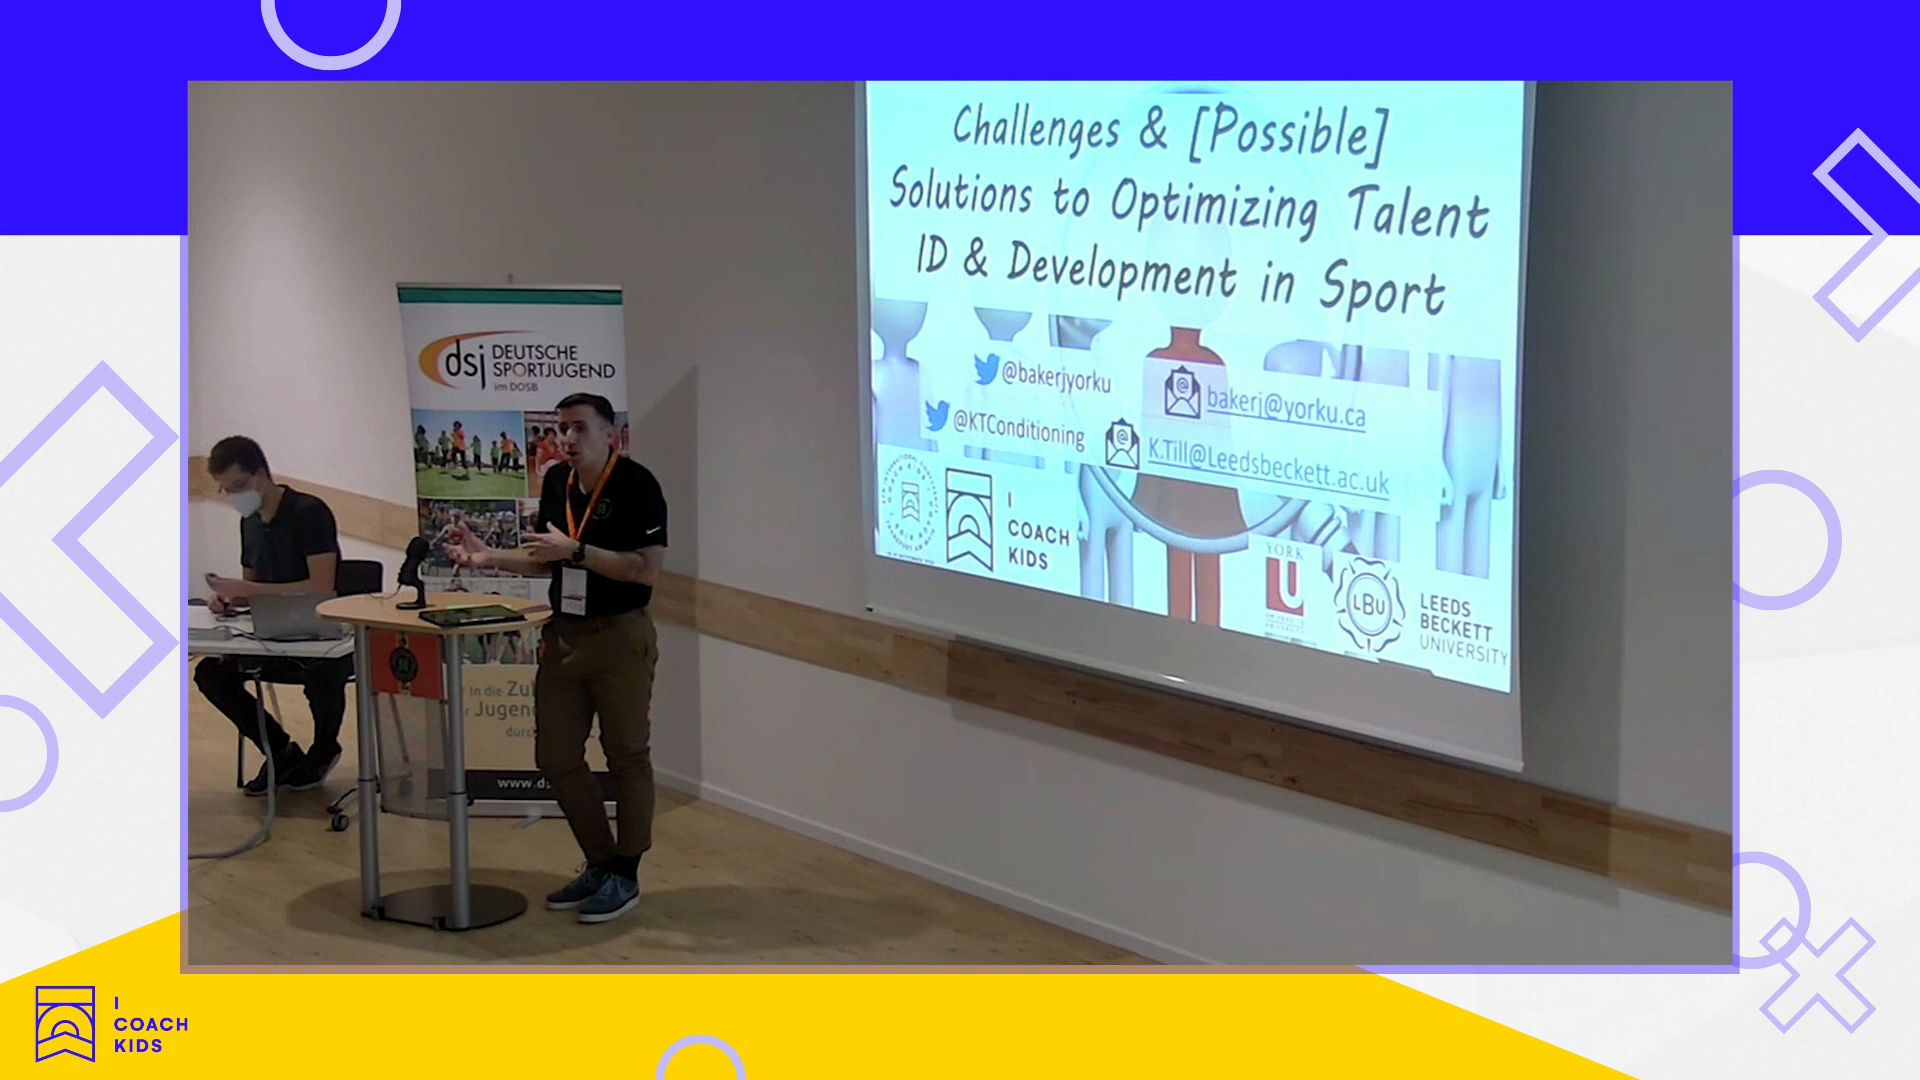 Challenges & [Possible]
Solutions to Optimizing Talent
ID & Development in Sport
@bakerjyorku
bakerj@yorku.ca
@KTConditioning
K.Till@Leedsbeckett.ac.uk
I
COACH
KIDS
YORK
U
LBU
LEEDS
BECKETT
UNIVERSITY
dsj DEUTSCHE
SPORTJUGEND
im DOSB
in die Zu
Jugen
durc
www.d
I
COACH
KIDS